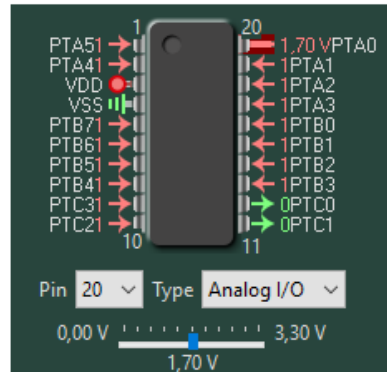 1 20
PTA51 1,70 VPTA0
PTA41 1PTA1
VDD 1PTA2
VSS 1PTA3
PTB71 1PTB0
PTB61 1PTB1
PTB51 1PTB2
PTB41 1PTB3
PTC31 0PTC0
PTC21 0PTC1
10 11
Pin 20 Type Analog I/O
0,00 V 3,30 V
1,70 V